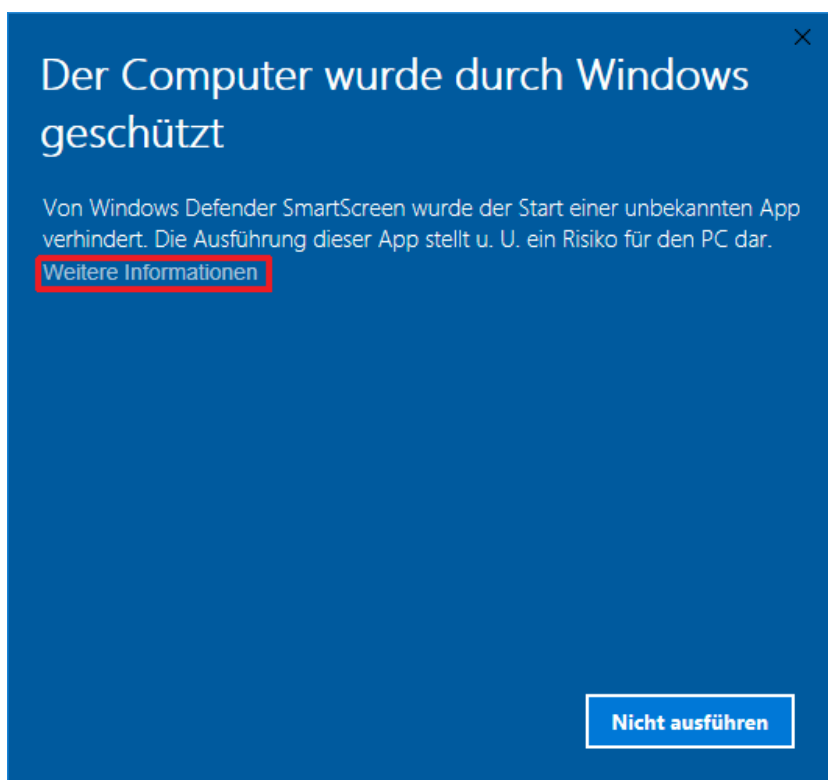 Der Computer wurde durch Windows
geschützt
Von Windows Defender SmartScreen wurde der Start einer unbekannten App
verhindert. Die Ausführung dieser App stellt u. U. ein Risiko für den PC dar.
Weitere Informationen
Nicht ausführen